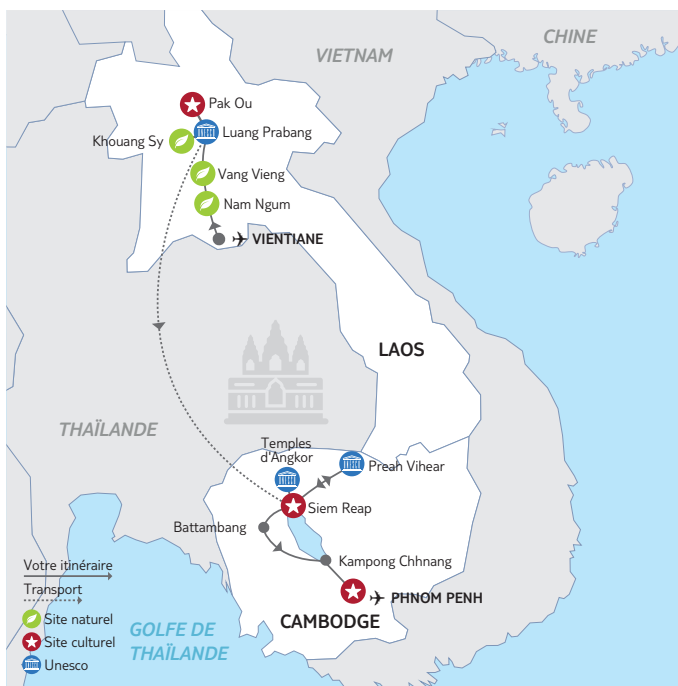 CHINE
VIETNAM
Pak Ou
Luang Prabang
Khouang Sy
Vang Vieng
Nam Ngum
VIENTIANE
LAOS
THAÏLANDE
Temples
d'Angkor
Preah Vihear
Siem Reap
Battambang
Kampong Chhnang
PHNOM PENH
CAMBODGE
GOLFE DE
THAÏLANDE
Votre itinéraire
Transport
Site naturel
Site culturel
Unesco